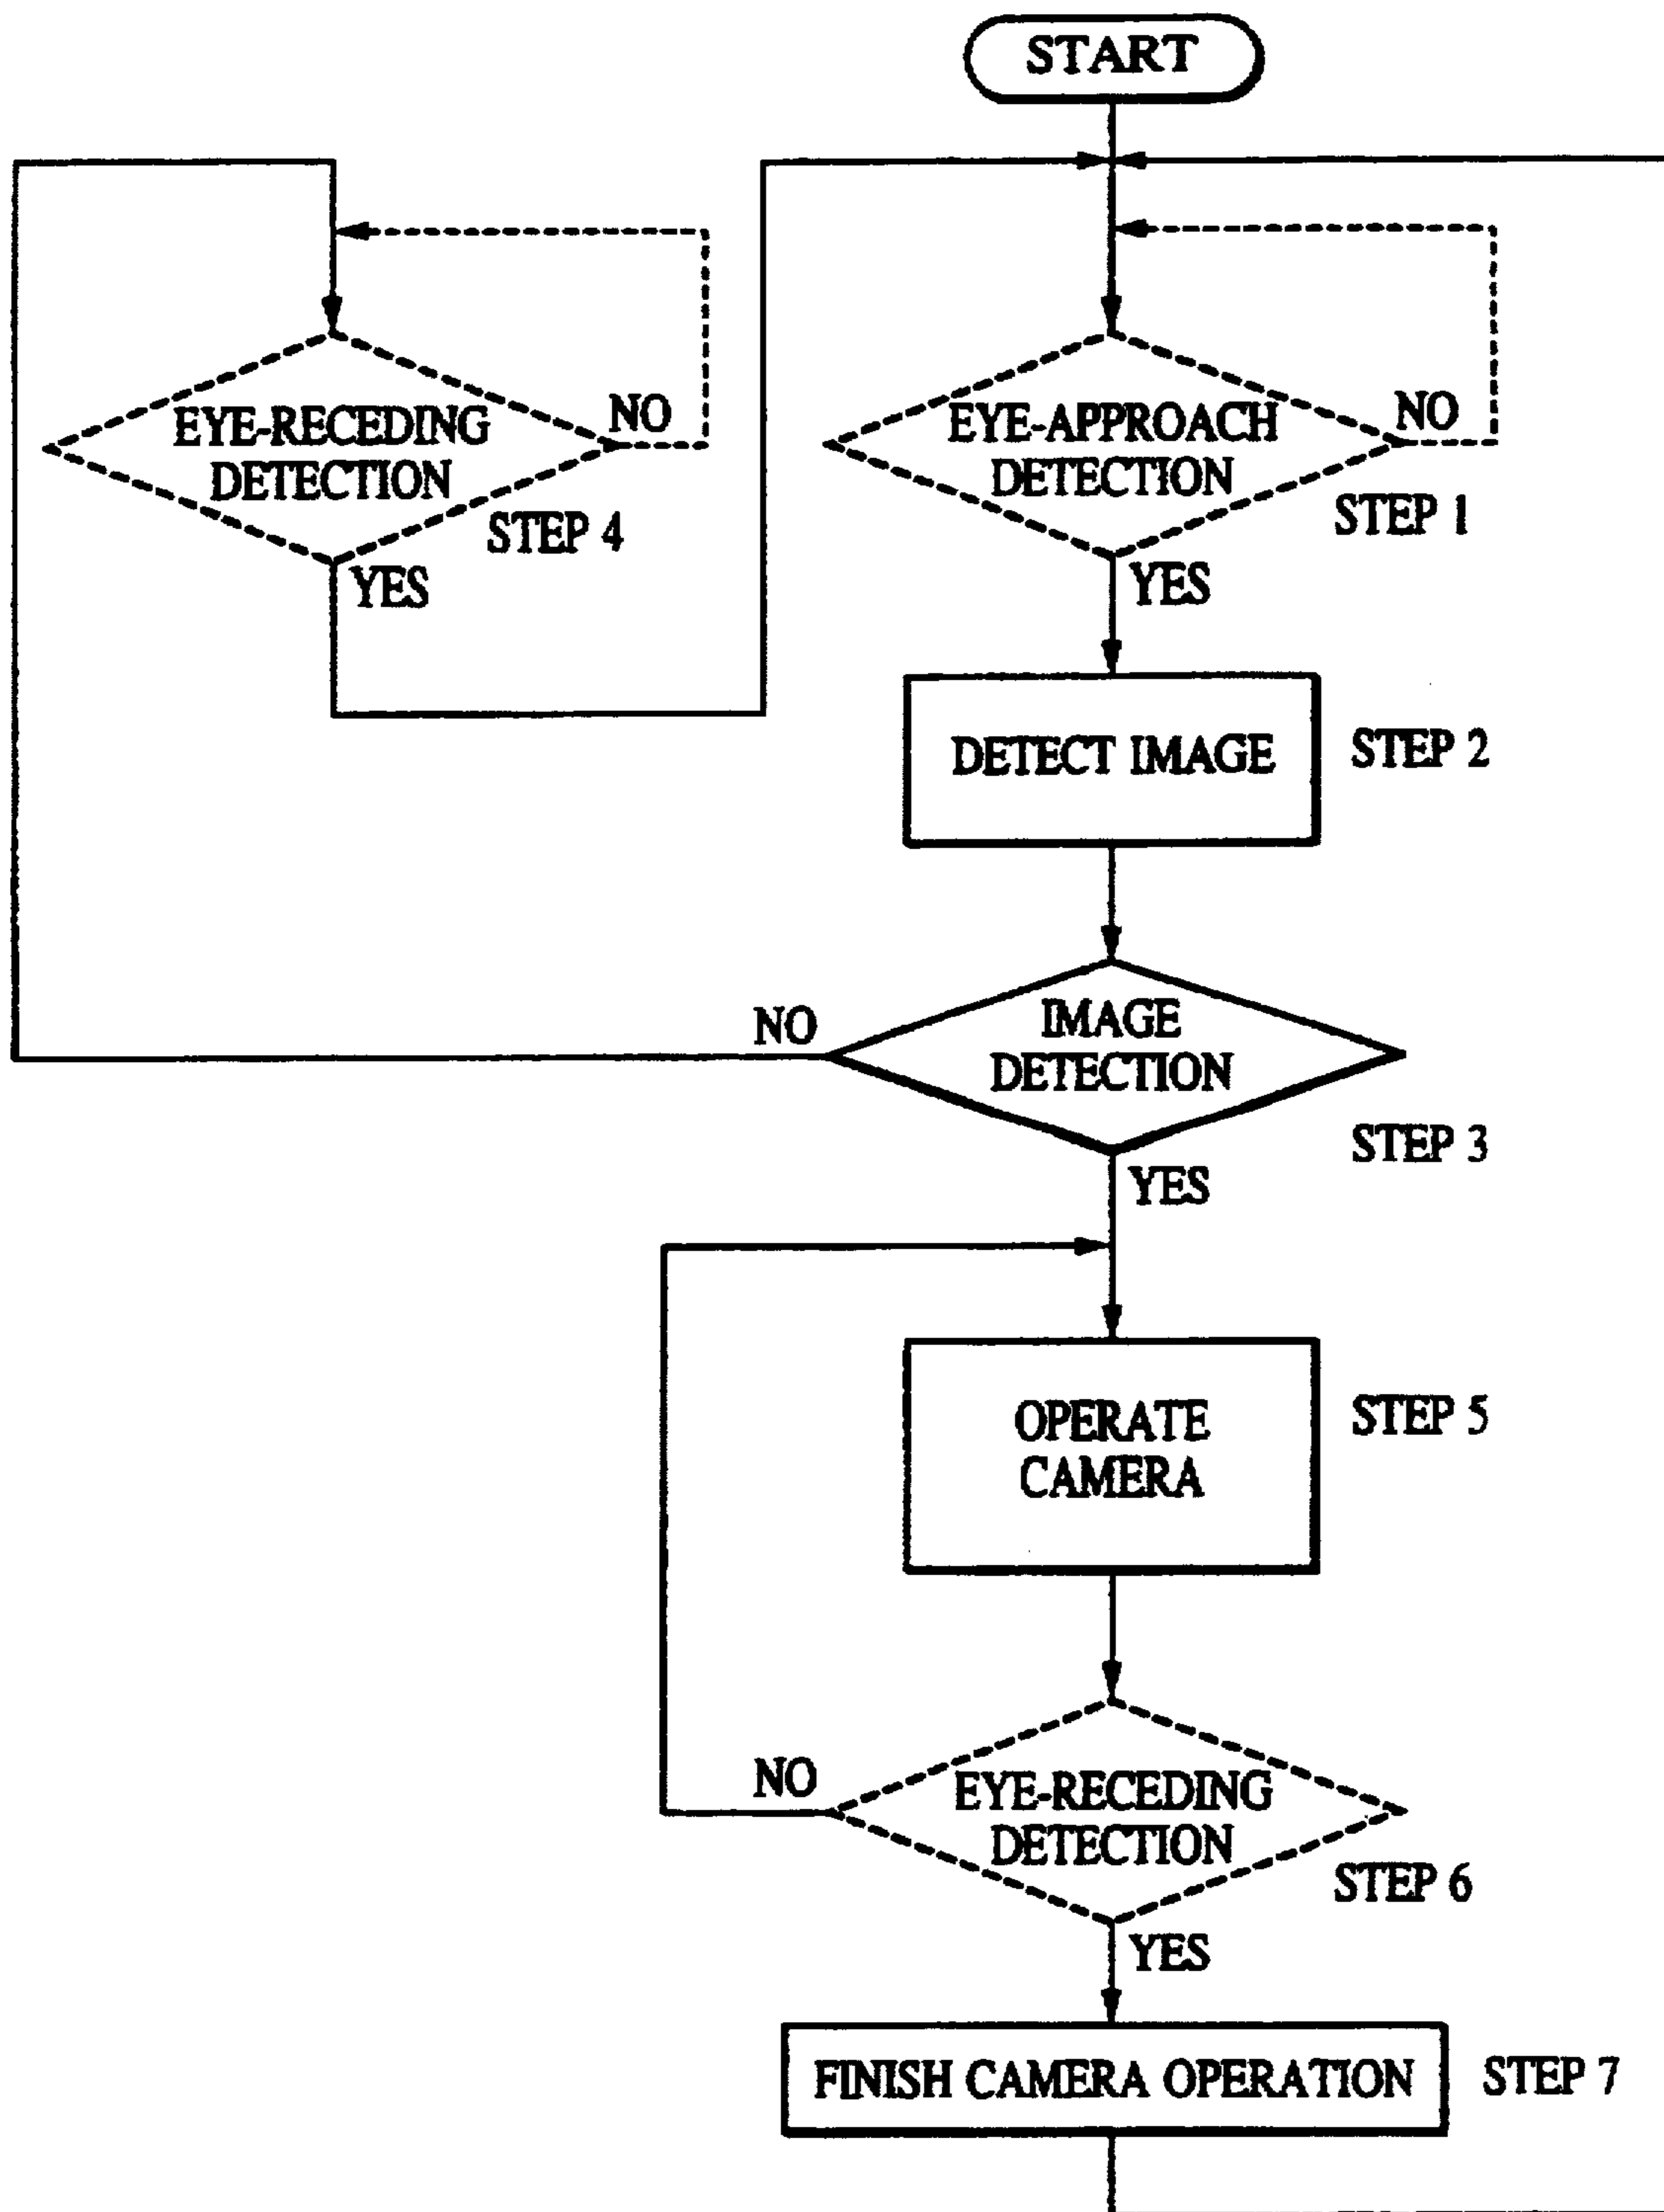 START
EYE-RECEDING
DETECTION
NO
STEP 4
YES
EYE-APPROACH
DETECTION
NO
STEP 1
YES
DETECT IMAGE
STEP 2
IMAGE
DETECTION
NO
STEP 3
YES
OPERATE
CAMERA
STEP 5
EYE-RECEDING
DETECTION
NO
STEP 6
YES
FINISH CAMERA OPERATION
STEP 7